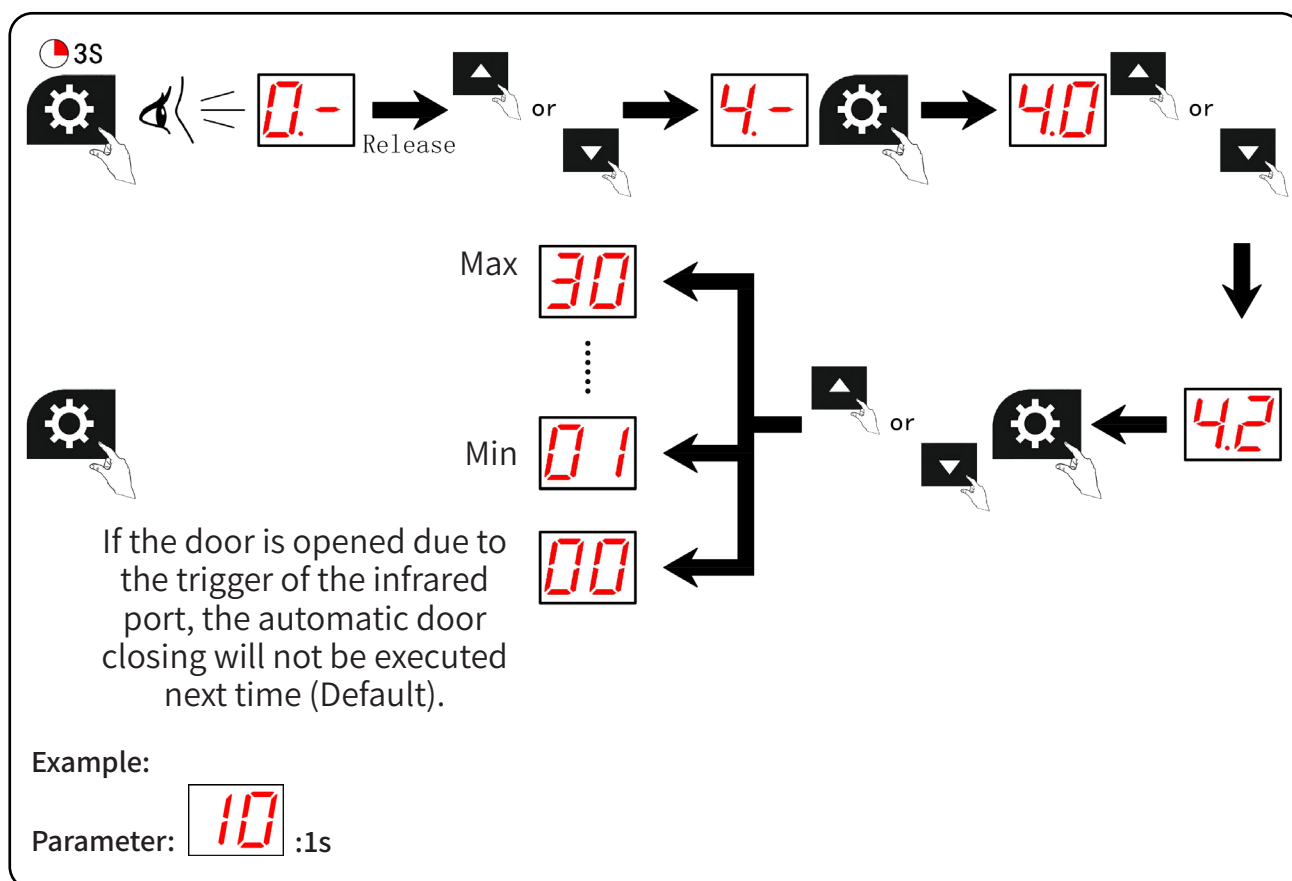 3S
0.-
Release
or
4.-
4.0
or
Max
30
or
4.2
Min
01
00
If the door is opened due to
the trigger of the infrared
port, the automatic door
closing will not be executed
next time (Default).
Example:
Parameter: 10 :1s